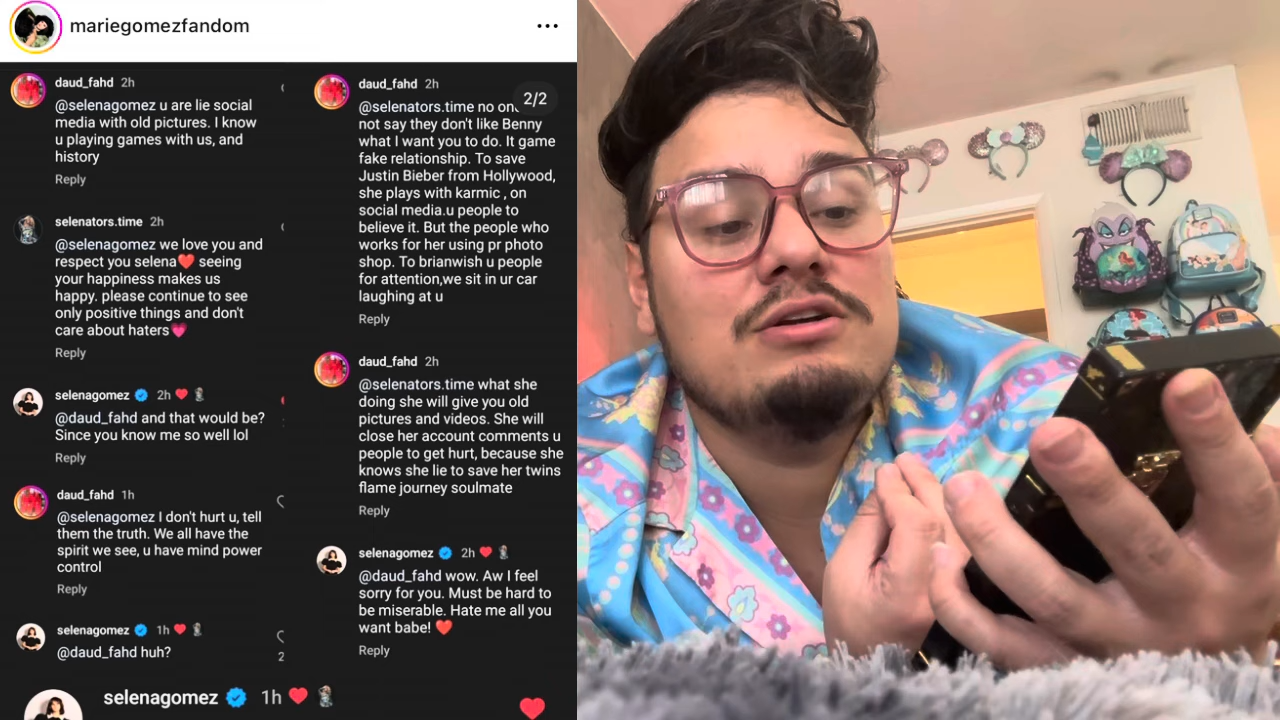 mariegomezfandom
daud_fahd 2h
@selenagomez u are lie social
media with old pictures. I know
u playing games with us, and
history
Reply
selenators.time 2h
@selenagomez we love you and
respect you selena❤️ seeing
your happiness makes us
happy. please continue to see
only positive things and don't
care about haters💗
Reply
selenagomez 2h
@daud_fahd and that would be?
Since you know me so well lol
Reply
daud_fahd 1h
@selenagomez I don't hurt u, tell
them the truth. We all have the
spirit we see, u have mind power
control
Reply
selenagomez 1h
@daud_fahd huh?
2
selenagomez 1h
daud_fahd 2h
2/2
@selenators.time no one
not say they don't like Benny
what I want you to do. It game
fake relationship. To save
Justin Bieber from Hollywood,
she plays with karmic , on
social media.u people to
believe it. But the people who
works for her using pr photo
shop. To brianwish u people
for attention,we sit in ur car
laughing at u
Reply
daud_fahd 2h
@selenators.time what she
doing she will give you old
pictures and videos. She will
close her account comments u
people to get hurt, because she
knows she lie to save her twins
flame journey soulmate
Reply
selenagomez 2h
@daud_fahd wow. Aw I feel
sorry for you. Must be hard to
be miserable. Hate me all you
want babe! ❤️
Reply